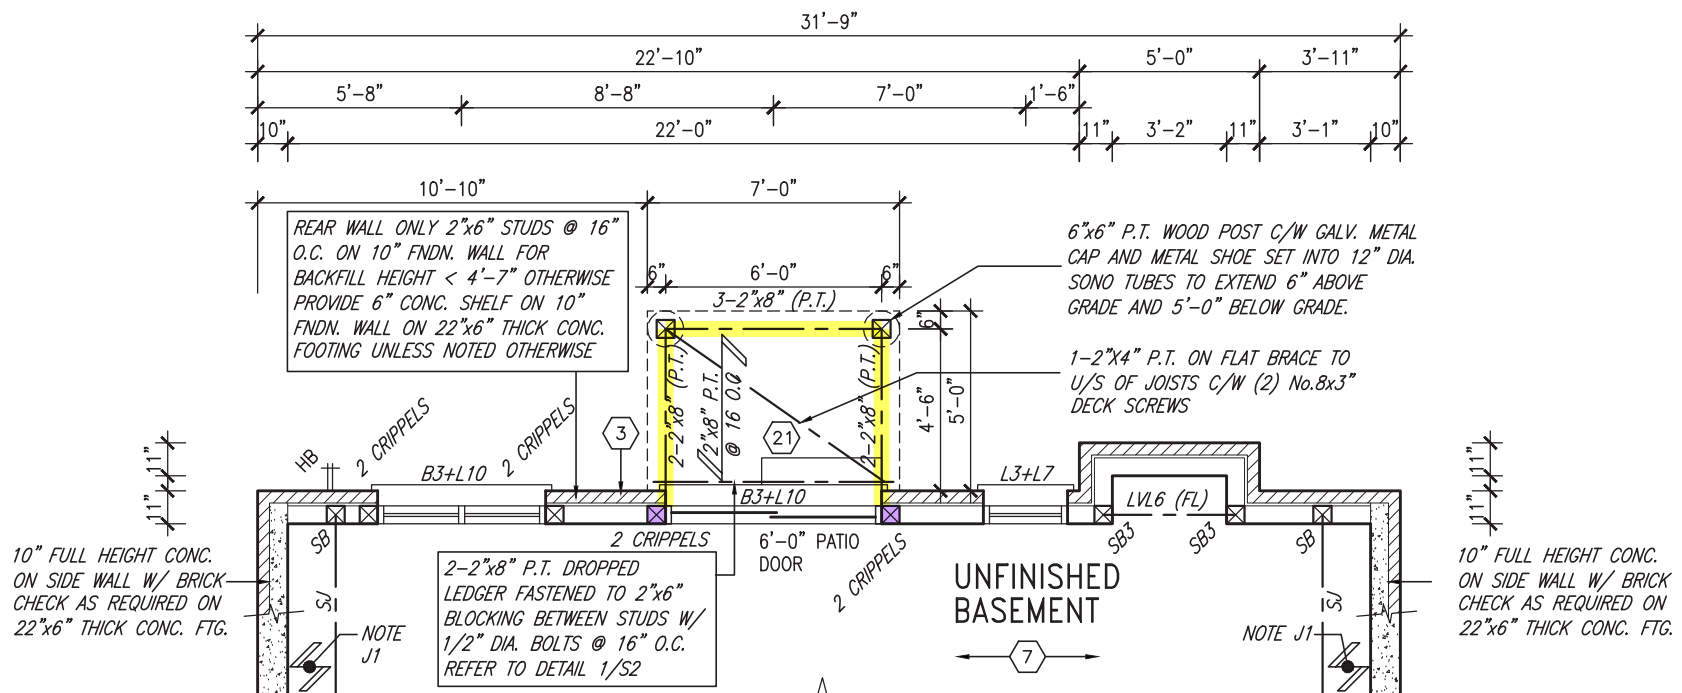 31'-9"
22'-10" 5'-0" 3'-11"
5'-8" 8'-8" 7'-0" 1'-6"
10" 22'-0" 11" 3'-2" 11" 3'-1" 10"
10'-10" 7'-0"
REAR WALL ONLY 2"x6" STUDS @ 16"
O.C. ON 10" FNDN. WALL FOR
BACKFILL HEIGHT < 4'-7" OTHERWISE
PROVIDE 6" CONC. SHELF ON 10"
FNDN. WALL ON 22"x6" THICK CONC.
FOOTING UNLESS NOTED OTHERWISE
6" 6'-0" 6"
3-2"x8" (P.T.)
6"x6" P.T. WOOD POST C/W GALV. METAL
CAP AND METAL SHOE SET INTO 12" DIA.
SONO TUBES TO EXTEND 6" ABOVE
GRADE AND 5'-0" BELOW GRADE.
1-2"X4" P.T. ON FLAT BRACE TO
U/S OF JOISTS C/W (2) No.8x3"
DECK SCREWS
6"
4'-6"
5'-0"
2-2"x8" (P.T.)
2"x8" P.T.
@ 16 O.C
2-2"x8" (P.T.)
21
3
HB
2 CRIPPELS
2 CRIPPELS
B3+L10
B3+L10
L3+L7
LVL6 (FL)
11"
11"
11"
11"
SB
2 CRIPPELS
6'-0" PATIO
DOOR
2 CRIPPELS
SB3
SB3
SB
10" FULL HEIGHT CONC.
ON SIDE WALL W/ BRICK
CHECK AS REQUIRED ON
22"x6" THICK CONC. FTG.
SJ
NOTE
J1
2-2"x8" P.T. DROPPED
LEDGER FASTENED TO 2"x6"
BLOCKING BETWEEN STUDS W/
1/2" DIA. BOLTS @ 16" O.C.
REFER TO DETAIL 1/S2
UNFINISHED
BASEMENT
7
SJ
NOTE J1
10" FULL HEIGHT CONC.
ON SIDE WALL W/ BRICK
CHECK AS REQUIRED ON
22"x6" THICK CONC. FTG.